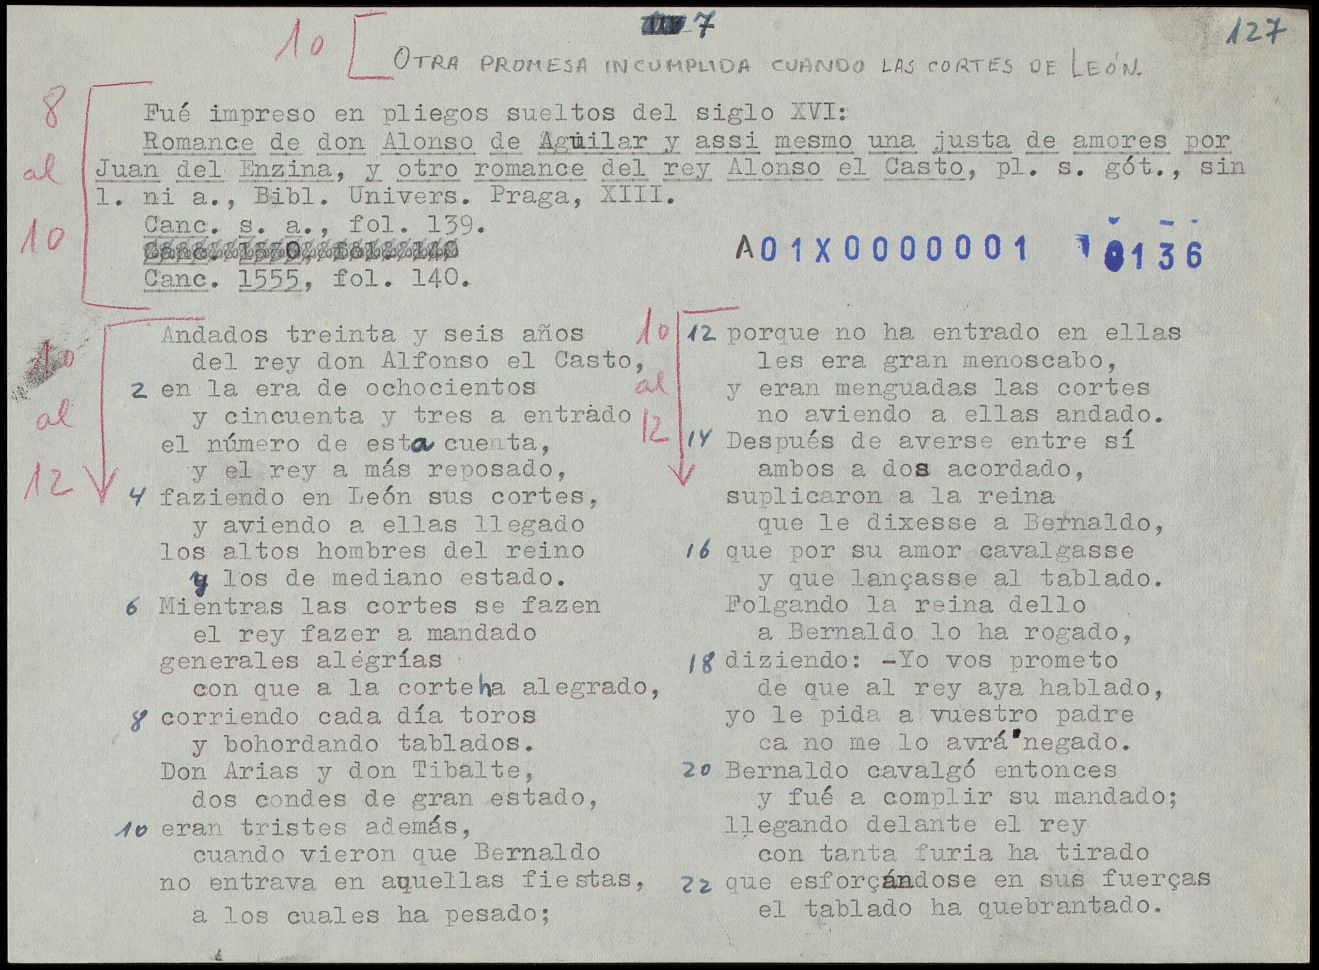 7
127
10
OTRA PROMESA INCUMPLIDA CUANDO LAS CORTES DE LEÓN.
8
al
10
Fué impreso en pliegos sueltos del siglo XVI:
Romance de don Alonso de Aguilar y assi mesmo una justa de amores por
Juan del Enzina, y otro romance del rey Alonso el Casto, pl. s. gót., sin
l. ni a., Bibl. Univers. Praga, XIII.
Canc. s. a., fol. 139.
Canc. 1555, fol. 140.
A01X0000001
0136
10
al
12
Andados treinta y seis años
del rey don Alfonso el Casto,
2 en la era de ochocientos
y cincuenta y tres a entrado
el número de esta cuenta,
y el rey a más reposado,
4 faziendo en León sus cortes,
y aviendo a ellas llegado
los altos hombres del reino
y los de mediano estado.
6 Mientras las cortes se fazen
el rey fazer a mandado
generales alegrías
con que a la corte ha alegrado,
8 corriendo cada día toros
y bohordando tablados.
Don Arias y don Tibalte,
dos condes de gran estado,
10 eran tristes además,
cuando vieron que Bernaldo
no entrava en aquellas fiestas,
a los cuales ha pesado;
10
al
12
12 porque no ha entrado en ellas
les era gran menoscabo,
y eran menguadas las cortes
no aviendo a ellas andado.
14 Después de averse entre sí
ambos a dos acordado,
suplicaron a la reina
que le dixesse a Bernaldo,
16 que por su amor cavalgasse
y que lançasse al tablado.
Folgando la reina dello
a Bernaldo lo ha rogado,
18 diziendo: -Yo vos prometo
de que al rey aya hablado,
yo le pida a vuestro padre
ca no me lo avrá negado.
20 Bernaldo cavalgó entonces
y fué a complir su mandado;
llegando delante el rey
con tanta furia ha tirado
22 que esforçándose en sus fuerças
el tablado ha quebrantado.